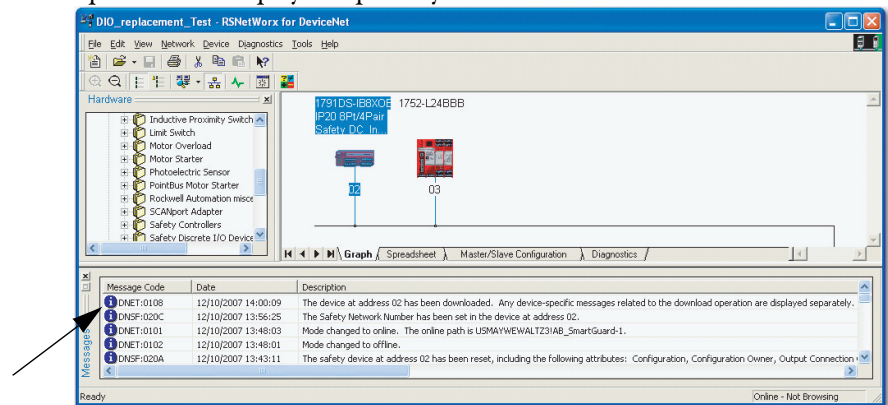 DIO_replacement_Test - RSNetWorx for DeviceNet
File Edit View Network Device Diagnostics Tools Help
Hardware
Inductive Proximity Switch
Limit Switch
Motor Overload
Motor Starter
Photoelectric Sensor
PointBus Motor Starter
Rockwell Automation misce
SCANport Adapter
Safety Controllers
Safety Discrete I/O Device
1791DS-IB8XOB
IP20 8Pt/4Pair
Safety DC In...
1752-L24BBB
02
03
Graph Spreadsheet Master/Slave Configuration Diagnostics
Messages
Message Code Date Description
DNET:0108 12/10/2007 14:00:09 The device at address 02 has been downloaded. Any device-specific messages related to the download operation are displayed separately.
DNSF:020C 12/10/2007 13:56:25 The Safety Network Number has been set in the device at address 02.
DNET:0101 12/10/2007 13:48:03 Mode changed to online. The online path is USMAYWEWALTZ3!AB_SmartGuard-1.
DNET:0102 12/10/2007 13:48:01 Mode changed to offline.
DNSF:020A 12/10/2007 13:43:11 The safety device at address 02 has been reset, including the following attributes: Configuration, Configuration Owner, Output Connection
Ready
Online - Not Browsing